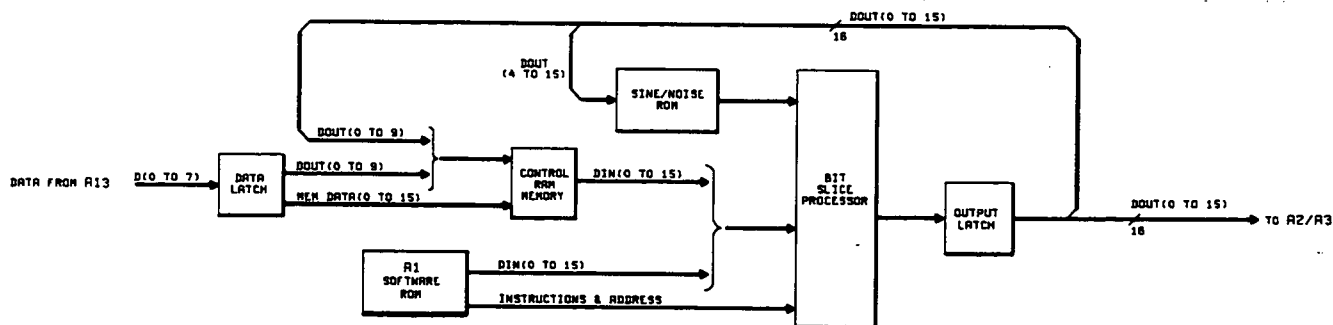 DOUT(0 TO 15)
16
DOUT
(4 TO 15)
SINE/NOISE
ROM
DOUT(0 TO 9)
DATA FROM A13
D(0 TO 7)
DATA
LATCH
DOUT(0 TO 9)
MEM DATA(0 TO 15)
CONTROL
RAM
MEMORY
DIN(0 TO 15)
BIT
SLICE
PROCESSOR
OUTPUT
LATCH
DOUT(0 TO 15)
16
TO A2/A3
A1
SOFTWARE
ROM
DIN(0 TO 15)
INSTRUCTIONS & ADDRESS